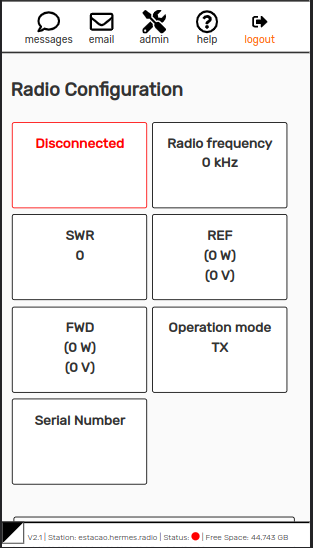 messages email admin help logout
Radio Configuration
Disconnected
Radio frequency
0 kHz
SWR
0
REF
(0 W)
(0 V)
FWD
(0 W)
(0 V)
Operation mode
TX
Serial Number
V2.1 | Station: estacao.hermes.radio | Status: | Free Space: 44.743 GB